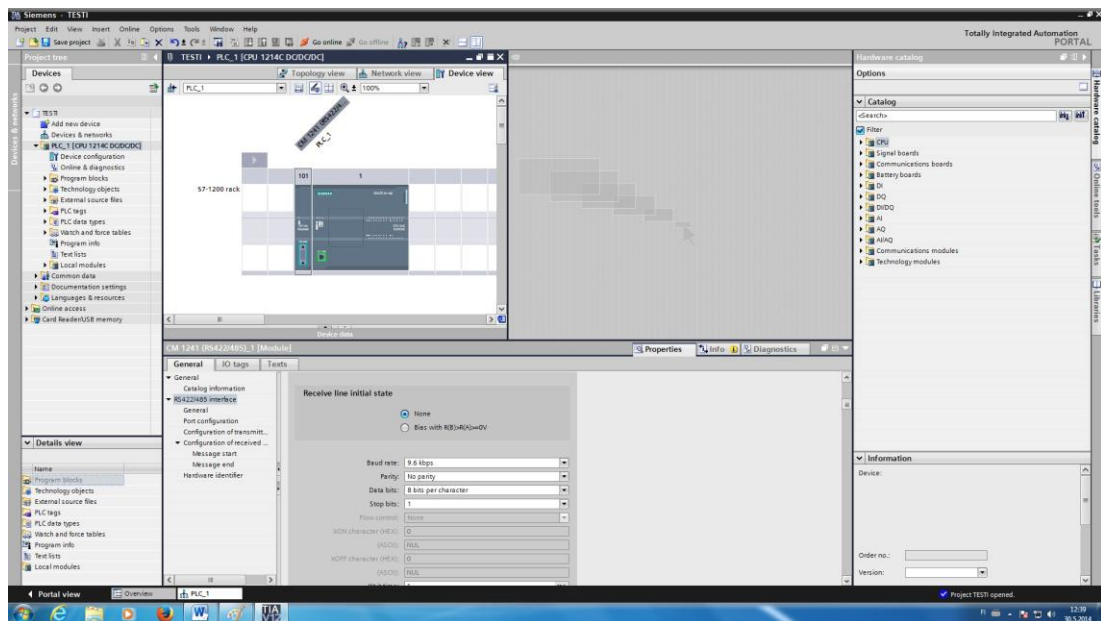 Siemens - TESTI
Project Edit View Insert Online Options Tools Window Help
Totally Integrated Automation
PORTAL
Save project
Go online
Go offline
Project tree
TESTI
PLC_1 [CPU 1214C DC/DC/DC]
Hardware catalog
Devices
Topology view
Network view
Device view
Options
PLC_1
100%
Catalog
<Search>
Filter
CPU
Signal boards
Communications boards
Battery boards
DI
DQ
DI/DQ
AI
AQ
AI/AQ
Communications modules
Technology modules
TESTI
Add new device
Devices & networks
PLC_1 [CPU 1214C DC/DC/DC]
Device configuration
Online & diagnostics
Program blocks
Technology objects
External source files
PLC tags
PLC data types
Watch and force tables
Program info
Text lists
Local modules
Common data
Documentation settings
Languages & resources
Online access
Card Reader/USB memory
Devices & networks
PLC_1
101
1
S7-1200 rack
SIEMENS
Device data
Hardware catalog
Online tools
Tasks
Libraries
CM 1241 (RS422/485)_1 [Module]
Properties
Info
Diagnostics
General
IO tags
Texts
General
Catalog information
RS422/485 interface
General
Port configuration
Configuration of transmitt...
Configuration of received ...
Message start
Message end
Hardware identifier
Receive line initial state
None
Bias with R(B)>R(A)>=0V
Baud rate: 9.6 kbps
Parity: No parity
Data bits: 8 bits per character
Stop bits: 1
Flow control: None
XON character (HEX): 0
(ASCII): NUL
XOFF character (HEX): 0
(ASCII): NUL
Details view
Name
Program blocks
Technology objects
External source files
PLC tags
PLC data types
Watch and force tables
Program info
Text lists
Local modules
Information
Device:
Order no.:
Version:
Portal view
Overview
PLC_1
Project TESTI opened.
TIA
V12
FI
12:39
30.5.2014